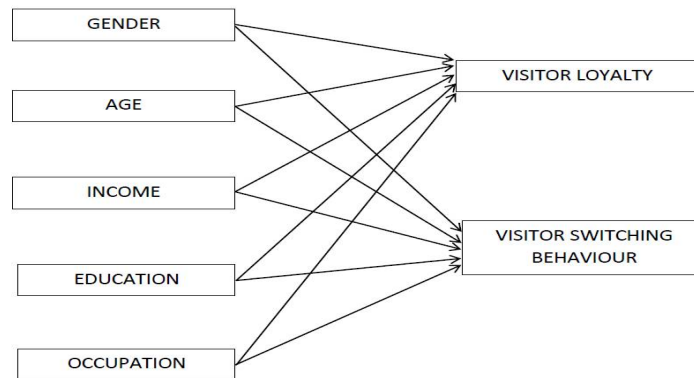 GENDER
AGE
INCOME
EDUCATION
OCCUPATION
VISITOR LOYALTY
VISITOR SWITCHING
BEHAVIOUR